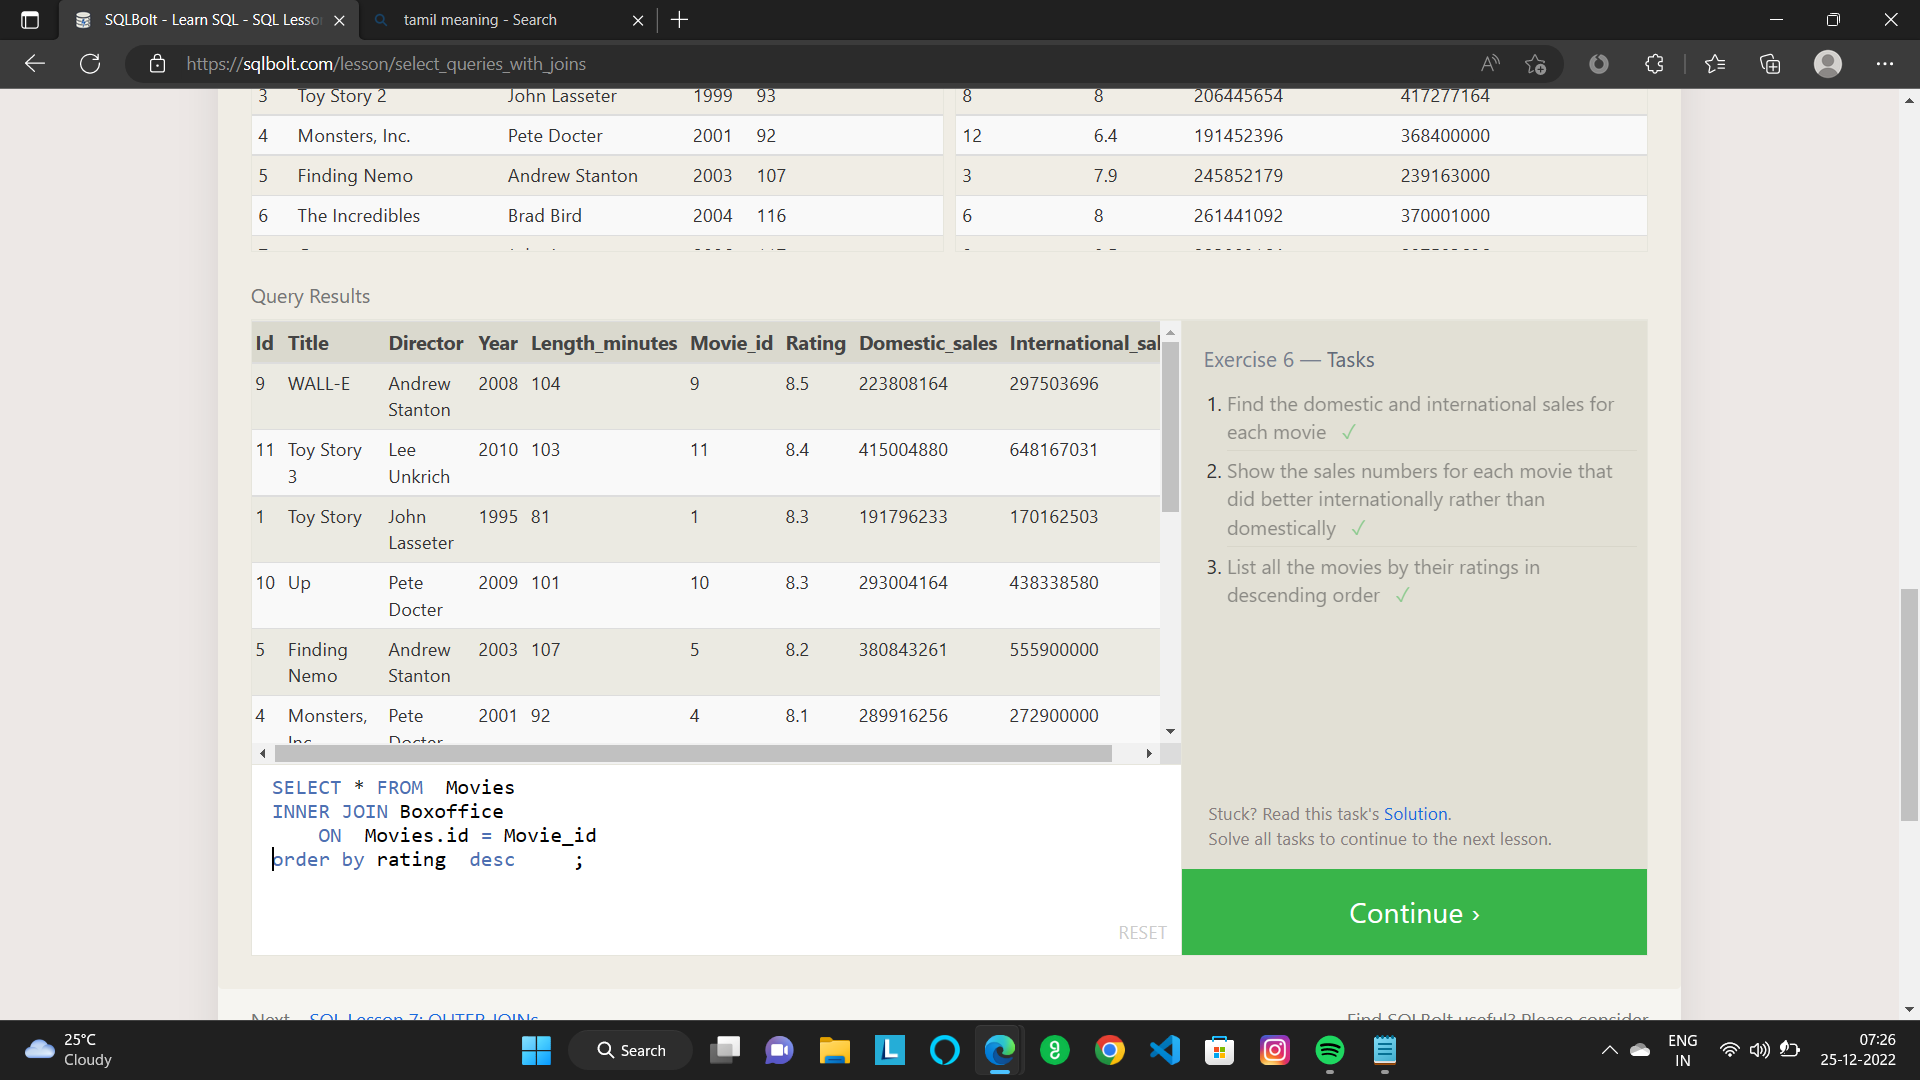 SQLBolt - Learn SQL - SQL Lesso
tamil meaning - Search
https://sqlbolt.com/lesson/select_queries_with_joins
3 Toy Story 2 John Lasseter 1999 93 8 8 206445654 417277164
4 Monsters, Inc. Pete Docter 2001 92 12 6.4 191452396 368400000
5 Finding Nemo Andrew Stanton 2003 107 3 7.9 245852179 239163000
6 The Incredibles Brad Bird 2004 116 6 8 261441092 370001000
Query Results
Id Title Director Year Length_minutes Movie_id Rating Domestic_sales International_sal
9 WALL-E Andrew Stanton 2008 104 9 8.5 223808164 297503696
11 Toy Story 3 Lee Unkrich 2010 103 11 8.4 415004880 648167031
1 Toy Story John Lasseter 1995 81 1 8.3 191796233 170162503
10 Up Pete Docter 2009 101 10 8.3 293004164 438338580
5 Finding Nemo Andrew Stanton 2003 107 5 8.2 380843261 555900000
4 Monsters, Inc. Pete Docter 2001 92 4 8.1 289916256 272900000
Exercise 6 — Tasks
1. Find the domestic and international sales for
each movie ✓
2. Show the sales numbers for each movie that
did better internationally rather than
domestically ✓
3. List all the movies by their ratings in
descending order ✓
SELECT * FROM Movies
INNER JOIN Boxoffice
ON Movies.id = Movie_id
order by rating desc ;
RESET
Stuck? Read this task's Solution.
Solve all tasks to continue to the next lesson.
Continue ›
Next – SQL Lesson 7: OUTER JOINs
Find SQLBolt useful? Please consider
25°C
Cloudy
Search
ENG
IN
07:26
25-12-2022